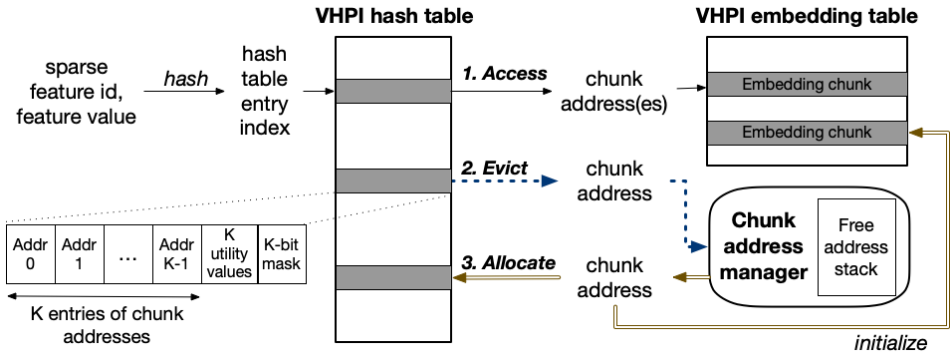 VHPI hash table
VHPI embedding table
sparse
feature id,
feature value
hash
hash
table
entry
index
1. Access
chunk
address(es)
Embedding chunk
Embedding chunk
2. Evict
chunk
address
Chunk
address
manager
Free
address
stack
3. Allocate
chunk
address
initialize
Addr
0
Addr
1
...
Addr
K-1
K
utility
values
K-bit
mask
K entries of chunk
addresses